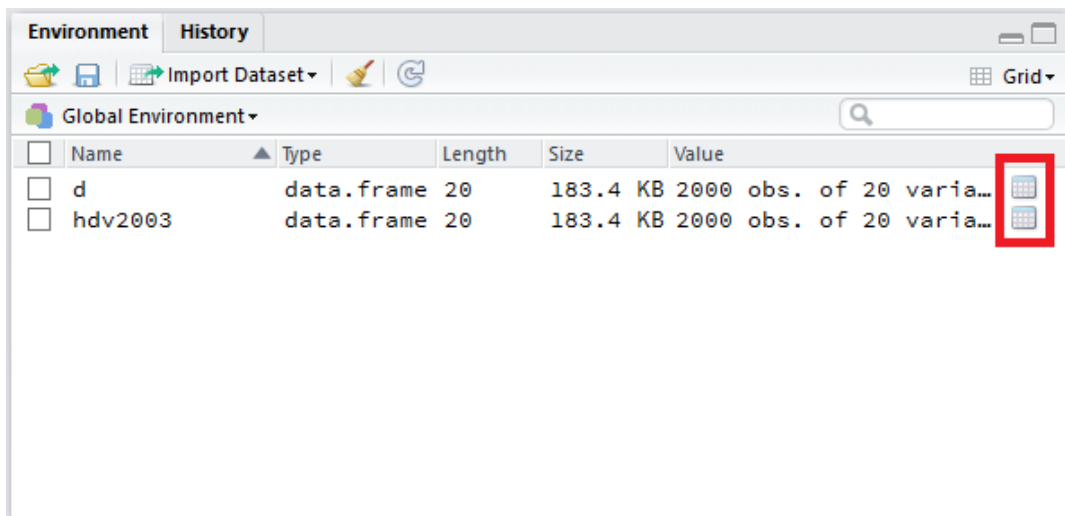 Environment History
Import Dataset Grid
Global Environment
Name Type Length Size Value
d data.frame 20 183.4 KB 2000 obs. of 20 varia…
hdv2003 data.frame 20 183.4 KB 2000 obs. of 20 varia…